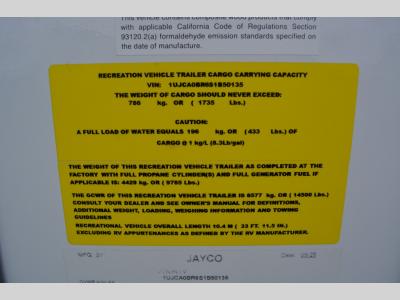 This vehicle contains composite wood products that comply
with applicable California Code of Regulations Section
93120.2(a) formaldehyde emission standards specified on
the date of manufacture.
RECREATION VEHICLE TRAILER CARGO CARRYING CAPACITY
VIN: 1UJCA0BR6S1B50135
THE WEIGHT OF CARGO SHOULD NEVER EXCEED:
786 kg. OR ( 1735 Lbs.)
CAUTION:
A FULL LOAD OF WATER EQUALS 196 kg. OR ( 433 Lbs.) OF
CARGO @ 1 kg/L (8.3Lb/gal)
THE WEIGHT OF THIS RECREATION VEHICLE TRAILER AS COMPLETED AT THE
FACTORY WITH FULL PROPANE CYLINDER(S) AND FULL GENERATOR FUEL IF
APPLICABLE IS: 4429 kg OR ( 9765 Lbs.)
THE GCWR OF THIS RECREATION VEHICLE TRAILER IS 6577 kg. OR ( 14500 Lbs.)
CONSULT YOUR DEALER AND SEE OWNER'S MANUAL FOR DEFINITIONS,
ADDITIONAL WEIGHT, LOADING, WEIGHING INFORMATION AND TOWING
GUIDELINES
RECREATIONAL VEHICLE OVERALL LENGTH 10.4 M ( 33 FT. 11.5 IN.)
EXCLUDING RV APPURTENANCES AS DEFINED BY THE RV MANUFACTURER.
MFG. BY JAYCO Date:
1UJCA0BR6S1B50135